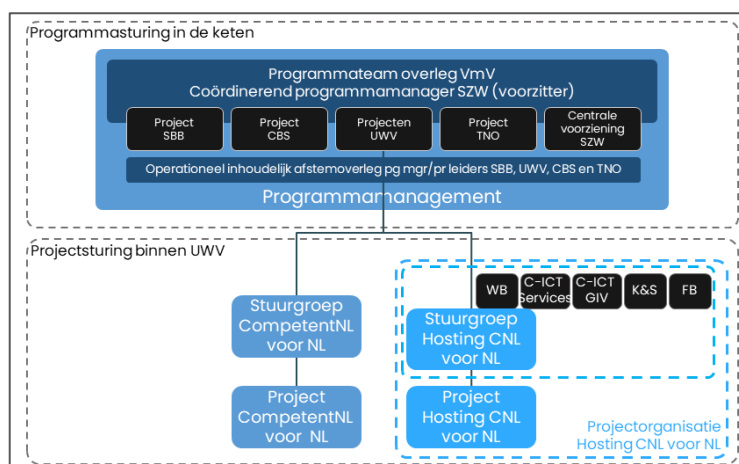 Programmasturing in de keten
Programmateam overleg VmV
Coördinerend programmamanager SZW (voorzitter)
Project
SBB
Project
CBS
Projecten
UWV
Project
TNO
Centrale
voorziening
SZW
Operationeel inhoudelijk afstemoverleg pg mgr/pr leiders SBB, UWV, CBS en TNO
Programmamanagement
Projectsturing binnen UWV
WB
C-ICT
Services
C-ICT
GIV
K&S
FB
Stuurgroep
CompetentNL
voor NL
Stuurgroep
Hosting CNL
voor NL
Project
CompetentNL
voor NL
Project
Hosting CNL
voor NL
Projectorganisatie
Hosting CNL voor NL